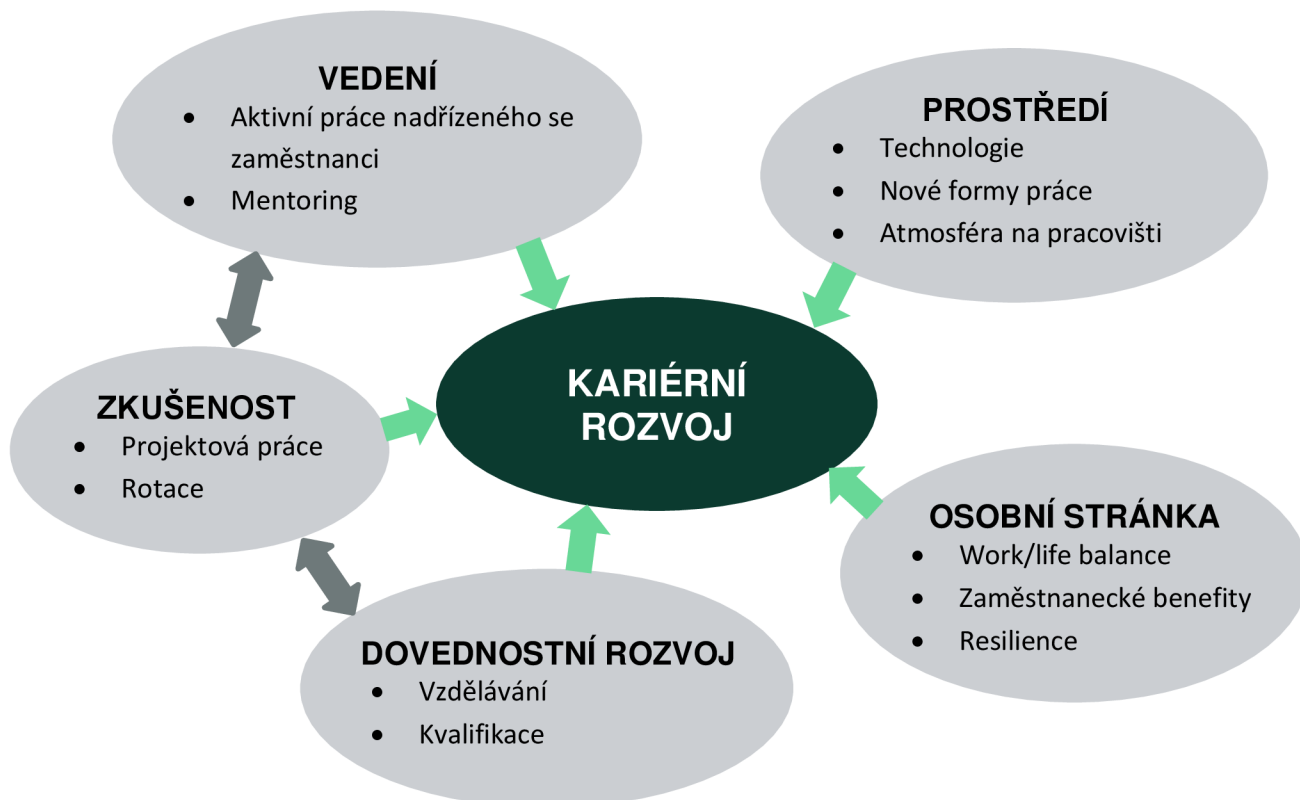 VEDENÍ
• Aktivní práce nadřízeného se
zaměstnanci
• Mentoring
PROSTŘEDÍ
• Technologie
• Nové formy práce
• Atmosféra na pracovišti
KARIÉRNÍ
ROZVOJ
ZKUŠENOST
• Projektová práce
• Rotace
OSOBNÍ STRÁNKA
• Work/life balance
• Zaměstnanecké benefity
• Resilience
DOVEDNOSTNÍ ROZVOJ
• Vzdělávání
• Kvalifikace